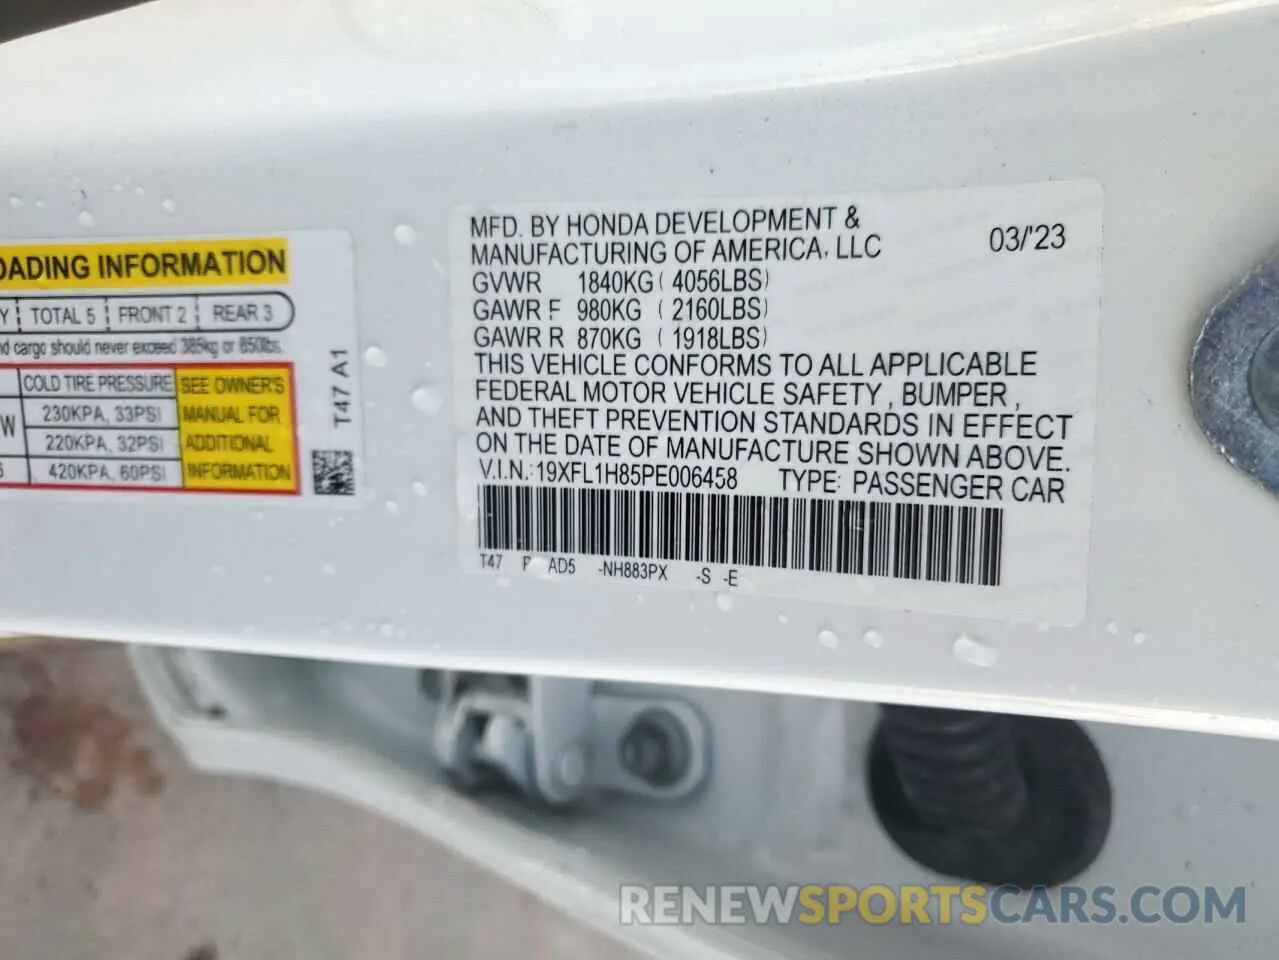 OADING INFORMATION
Y TOTAL 5 FRONT 2 REAR 3
nd cargo should never exceed 385kg or 850lbs.
COLD TIRE PRESSURE
SEE OWNER'S
MANUAL FOR
ADDITIONAL
INFORMATION
W
230KPA, 33PSI
220KPA, 32PSI
420KPA, 60PSI
T47 A1
MFD. BY HONDA DEVELOPMENT &
MANUFACTURING OF AMERICA, LLC
03/'23
GVWR 1840KG ( 4056LBS)
GAWR F 980KG ( 2160LBS)
GAWR R 870KG ( 1918LBS)
THIS VEHICLE CONFORMS TO ALL APPLICABLE
FEDERAL MOTOR VEHICLE SAFETY , BUMPER ,
AND THEFT PREVENTION STANDARDS IN EFFECT
ON THE DATE OF MANUFACTURE SHOWN ABOVE.
V.I.N.:19XFL1H85PE006458 TYPE: PASSENGER CAR
T47 AD5 -NH883PX -S -E
RENEWSPORTSCARS.COM